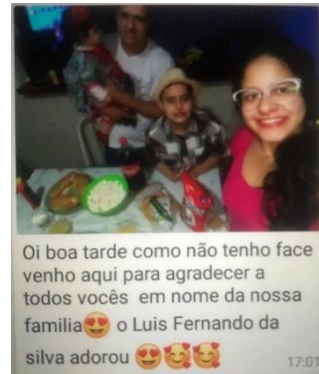 Oi boa tarde como não tenho face
venho aqui para agradecer a
todos vocês em nome da nossa
familia😍 o Luis Fernando da
silva adorou 😍🥰🥰
17:01